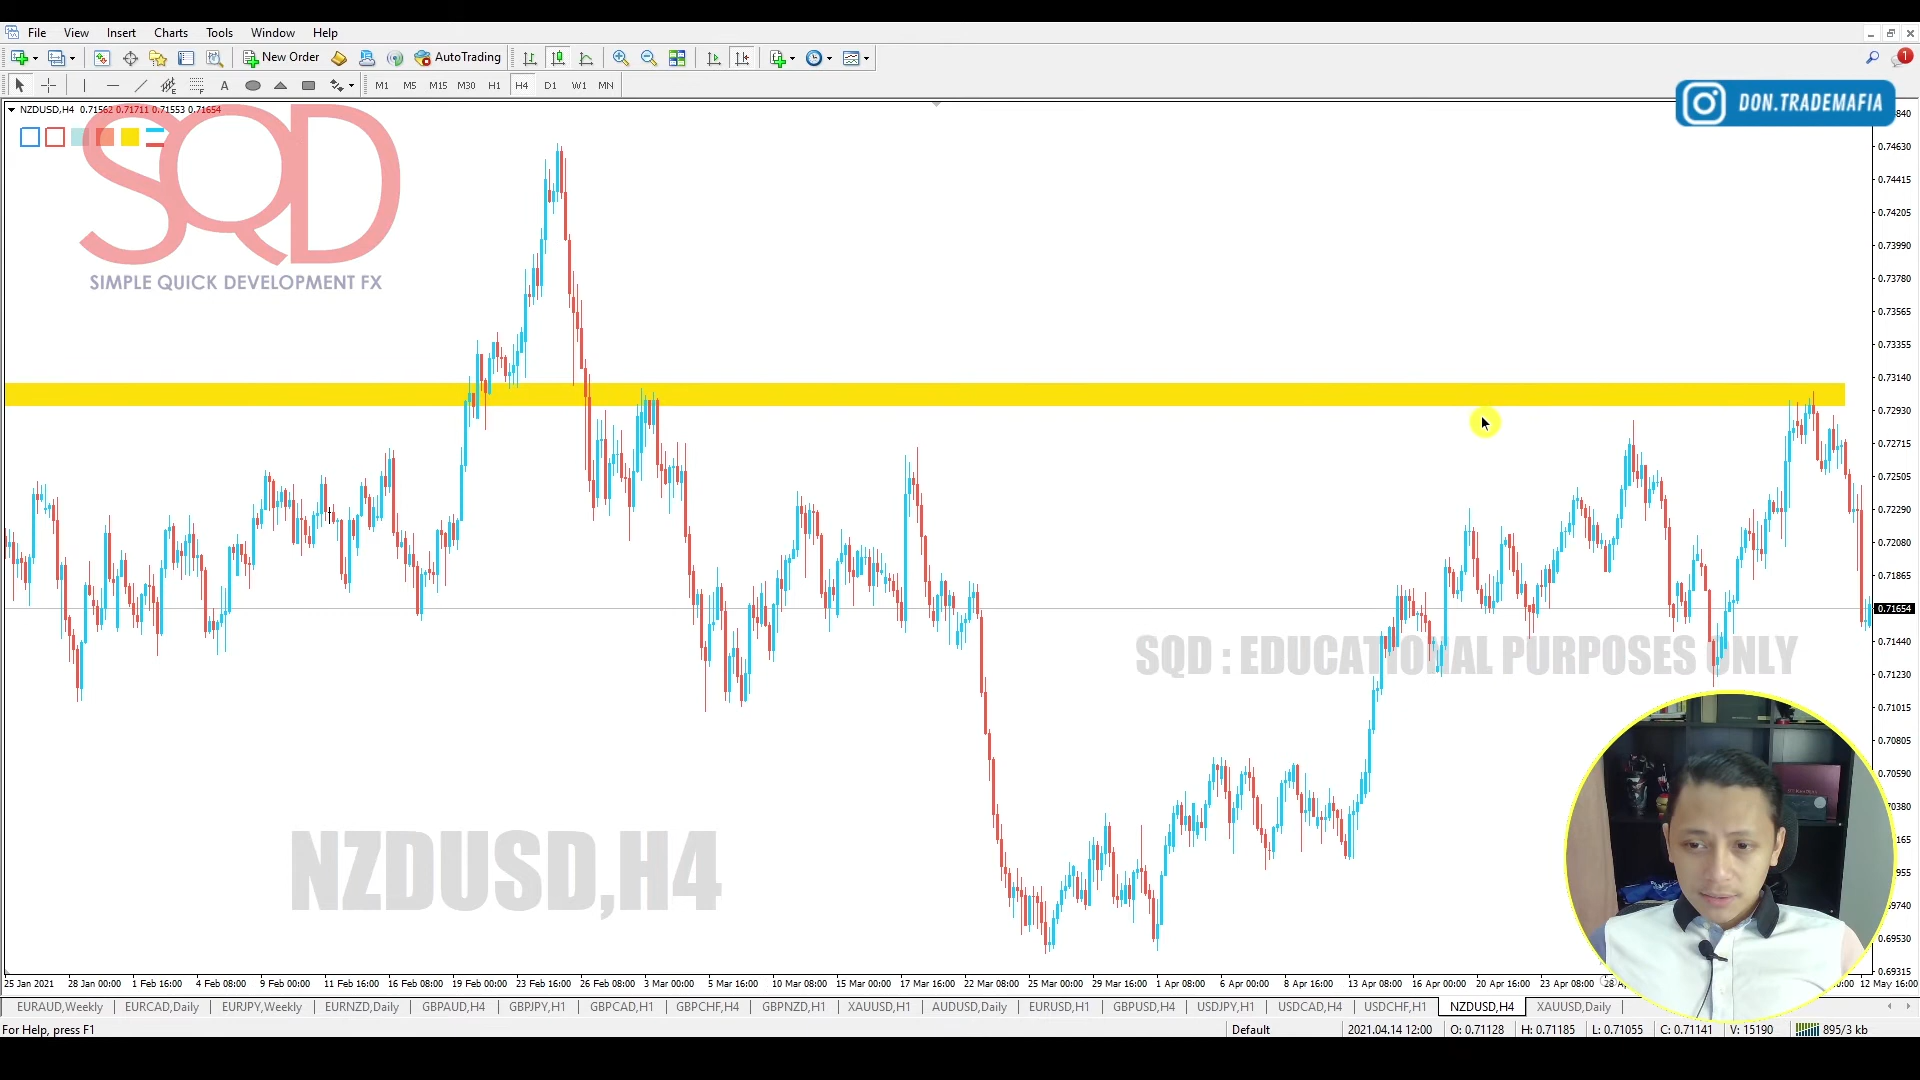 File View Insert Charts Tools Window Help
New Order AutoTrading
A M1 M5 M15 M30 H1 H4 D1 W1 MN
1
DON.TRADEMAFIA
NZDUSD,H4 0.71562 0.71711 0.71553 0.71654
SQD
SIMPLE QUICK DEVELOPMENT FX
0.74630
0.74415
0.74205
0.73990
0.73780
0.73565
0.73355
0.73140
0.72930
0.72715
0.72505
0.72290
0.72080
0.71865
0.71654
0.71440
0.71230
0.71015
0.70805
0.70590
0.69315
SQD : EDUCATIONAL PURPOSES ONLY
NZDUSD,H4
25 Jan 2021 28 Jan 00:00 1 Feb 16:00 4 Feb 08:00 9 Feb 00:00 11 Feb 16:00 16 Feb 08:00 19 Feb 00:00 23 Feb 16:00 26 Feb 08:00 3 Mar 00:00 5 Mar 16:00 10 Mar 08:00 15 Mar 00:00 17 Mar 16:00 22 Mar 08:00 25 Mar 00:00 29 Mar 16:00 1 Apr 08:00 6 Apr 00:00 8 Apr 16:00 13 Apr 08:00 16 Apr 00:00 20 Apr 16:00 23 Apr 08:00 12 May 16:00
EURAUD,Weekly EURCAD,Daily EURJPY,Weekly EURNZD,Daily GBPAUD,H4 GBPJPY,H1 GBPCAD,H1 GBPCHF,H4 GBPNZD,H1 XAUUSD,H1 AUDUSD,Daily EURUSD,H1 GBPUSD,H4 USDJPY,H1 USDCAD,H4 USDCHF,H1 NZDUSD,H4 XAUUSD,Daily
For Help, press F1 Default 2021.04.14 12:00 O: 0.71128 H: 0.71185 L: 0.71055 C: 0.71141 V: 15190 895/3 kb